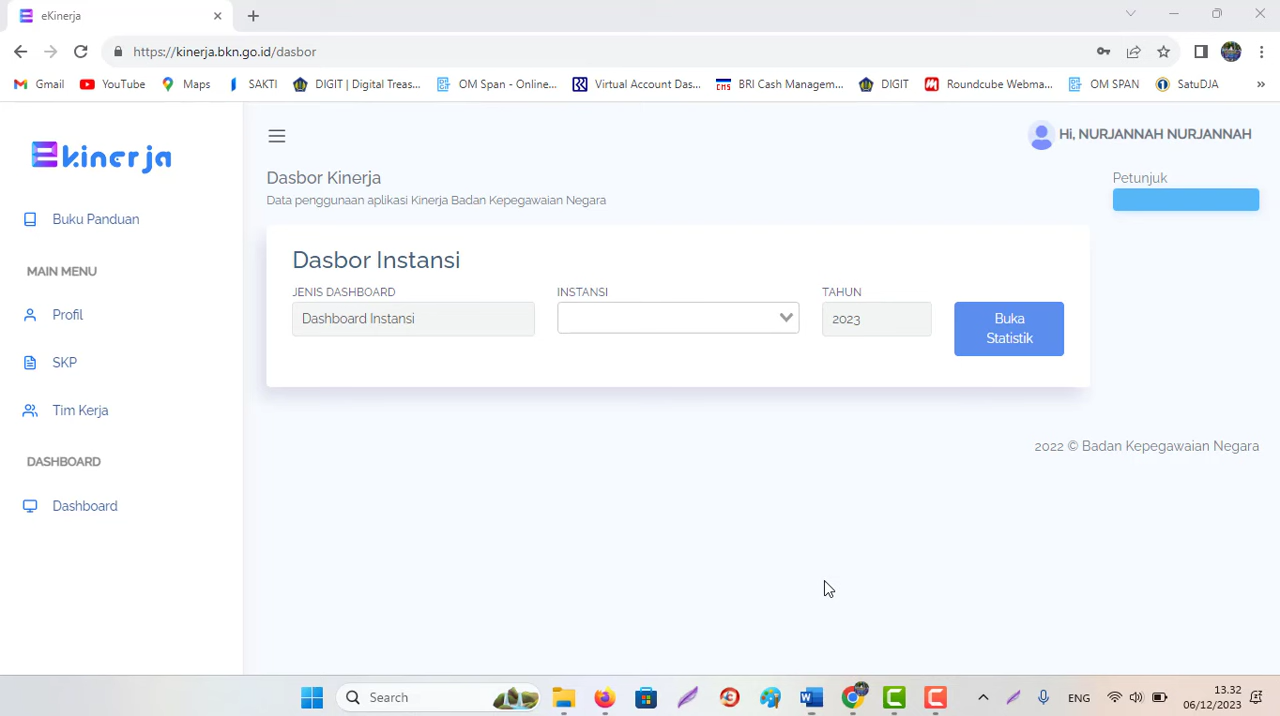 eKinerja
https://kinerja.bkn.go.id/dasbor
Gmail YouTube Maps SAKTI DIGIT | Digital Treas... OM Span - Online... Virtual Account Das... BRI Cash Managem... DIGIT Roundcube Webma... OM SPAN SatuDJA »
ekinerja
Hi, NURJANNAH NURJANNAH
Dasbor Kinerja
Data penggunaan aplikasi Kinerja Badan Kepegawaian Negara
Petunjuk
Buku Panduan
MAIN MENU
Profil
SKP
Tim Kerja
DASHBOARD
Dashboard
Dasbor Instansi
JENIS DASHBOARD INSTANSI TAHUN
Dashboard Instansi 2023
Buka
Statistik
2022 © Badan Kepegawaian Negara
Search
ENG
13.32
06/12/2023